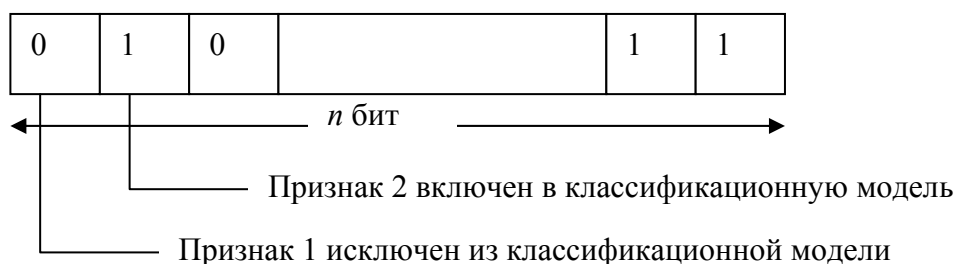 0 1 0 1 1
n бит
Признак 2 включен в классификационную модель
Признак 1 исключен из классификационной модели